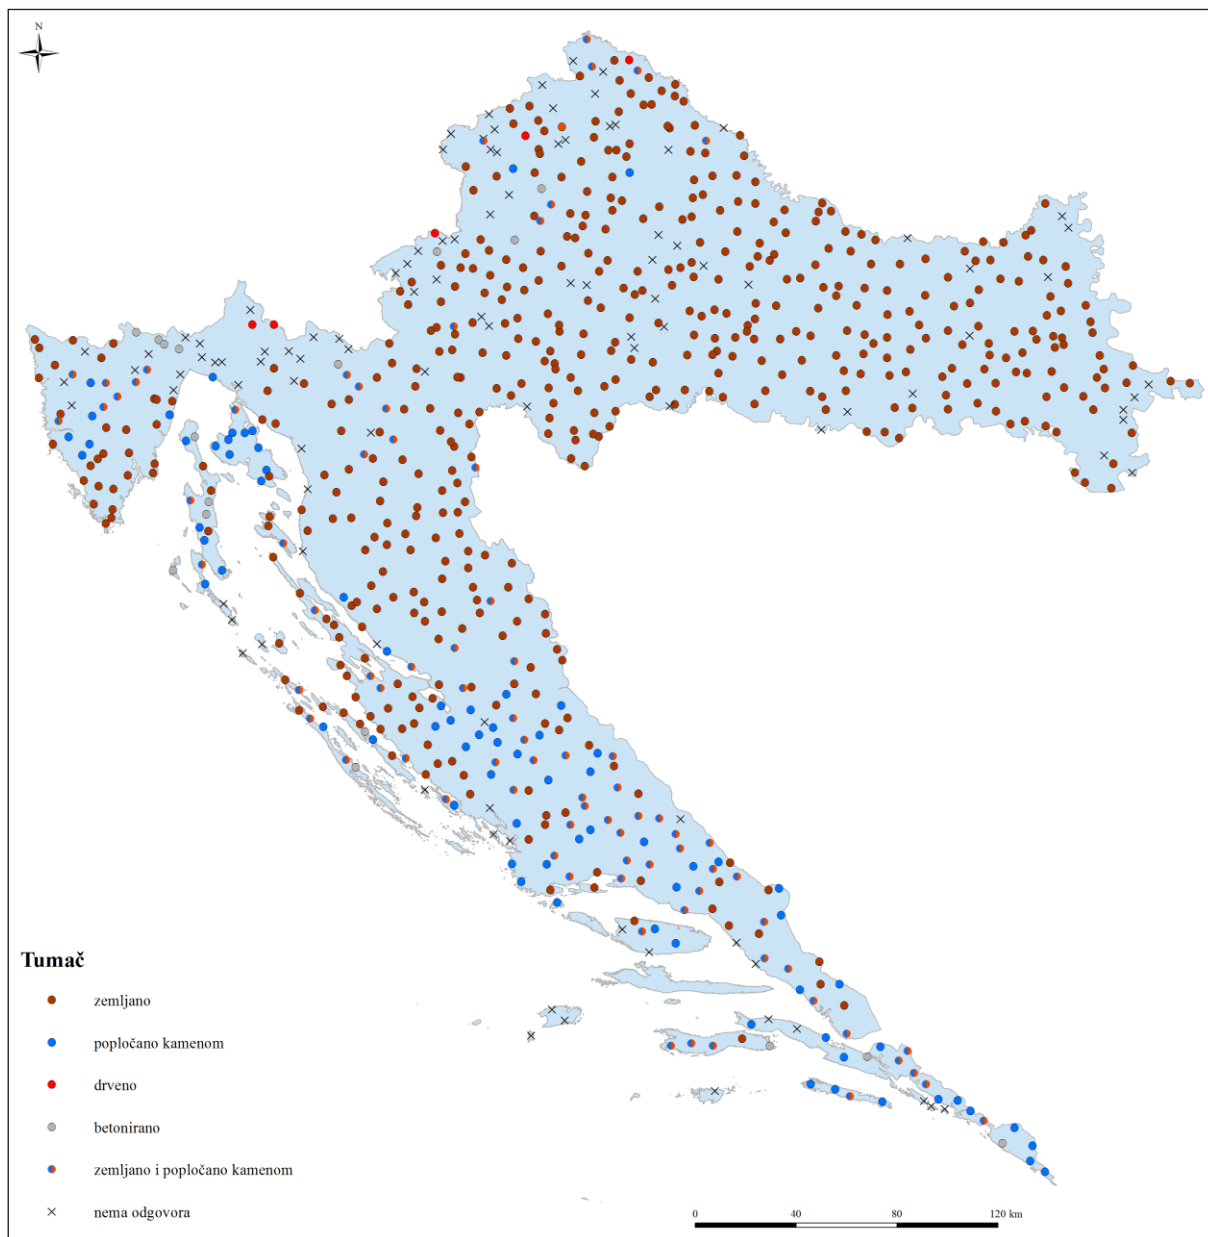 N
Tumač
zemljano
popločano kamenom
drveno
betonirano
zemljano i popločano kamenom
nema odgovora
0 40 80 120 km